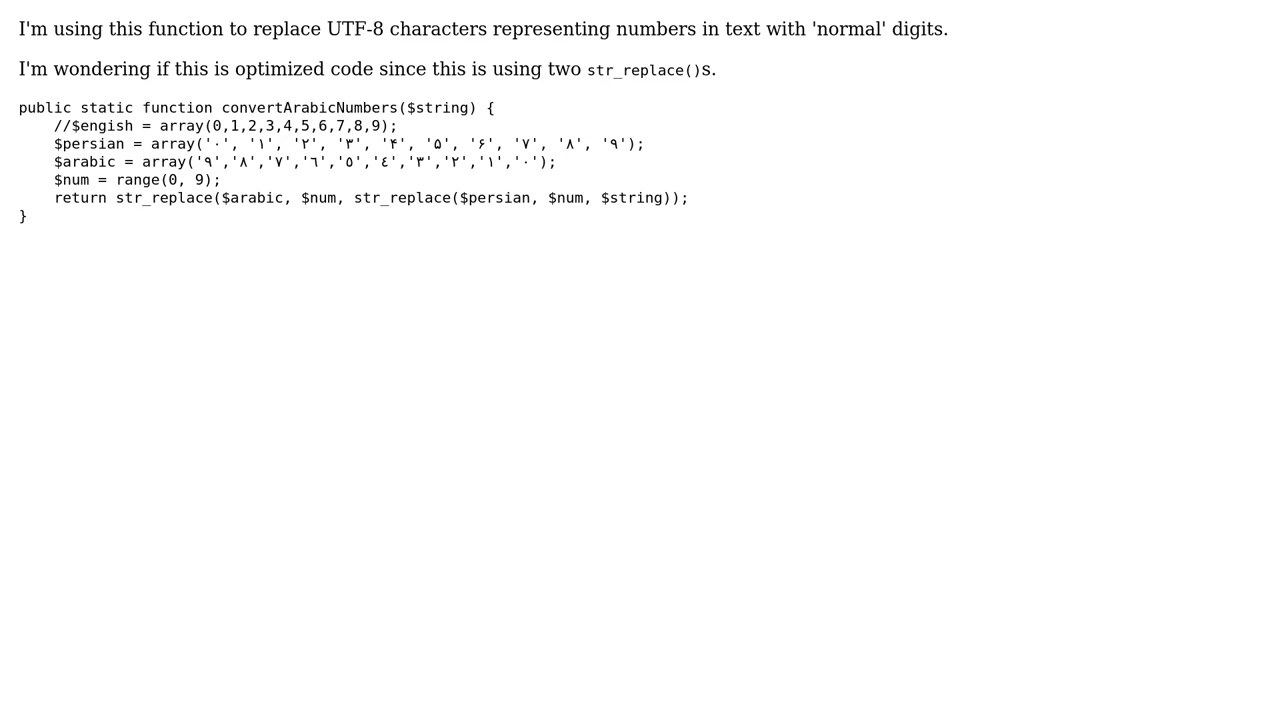 I'm using this function to replace UTF-8 characters representing numbers in text with 'normal' digits.
I'm wondering if this is optimized code since this is using two str_replace()s.
public static function convertArabicNumbers($string) {
    //$engish = array(0,1,2,3,4,5,6,7,8,9);
    $persian = array('۰', '۱', '۲', '۳', '۴', '۵', '۶', '۷', '۸', '۹');
    $arabic = array('٩','٨','٧','٦','٥','٤','٣','٢','١','٠');
    $num = range(0, 9);
    return str_replace($arabic, $num, str_replace($persian, $num, $string));
}